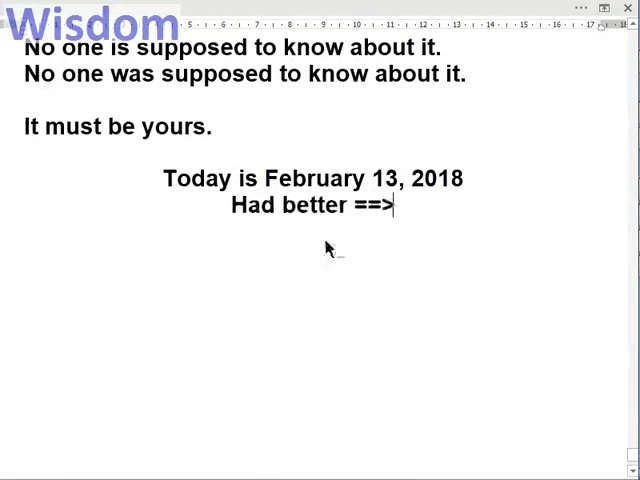 Wisdom
No one is supposed to know about it.
No one was supposed to know about it.
It must be yours.
Today is February 13, 2018
Had better ==>